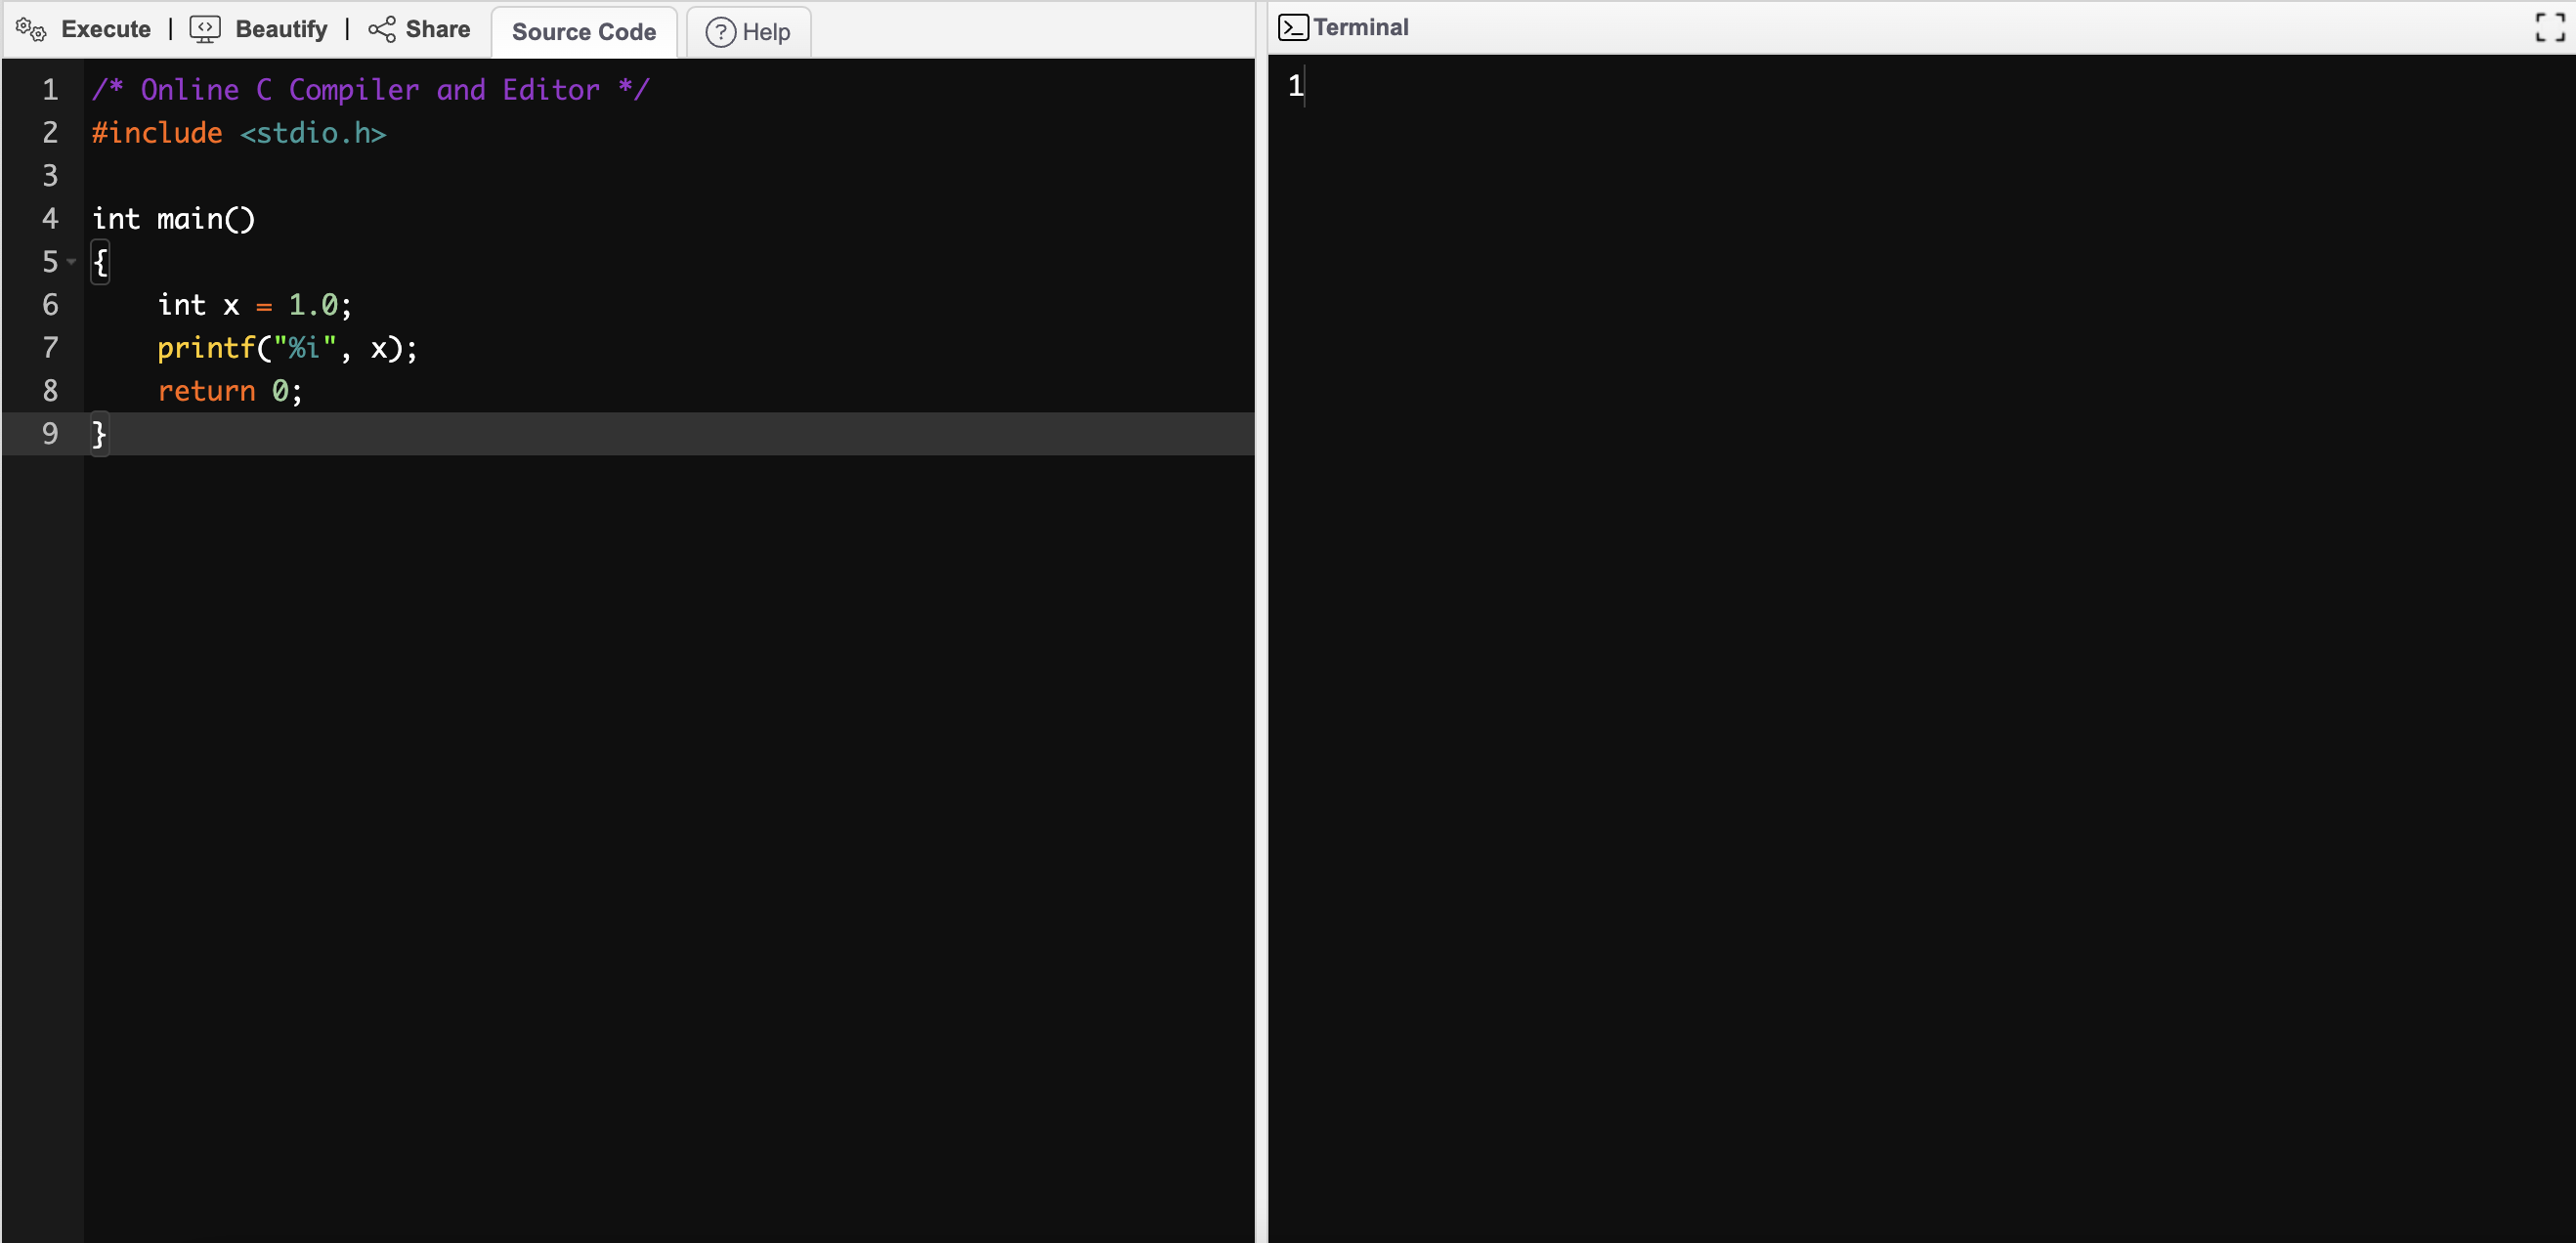 Execute | Beautify | Share Source Code Help
1 /* Online C Compiler and Editor */
2 #include <stdio.h>
3
4 int main()
5 {
6     int x = 1.0;
7     printf("%i", x);
8     return 0;
9 }
Terminal
1